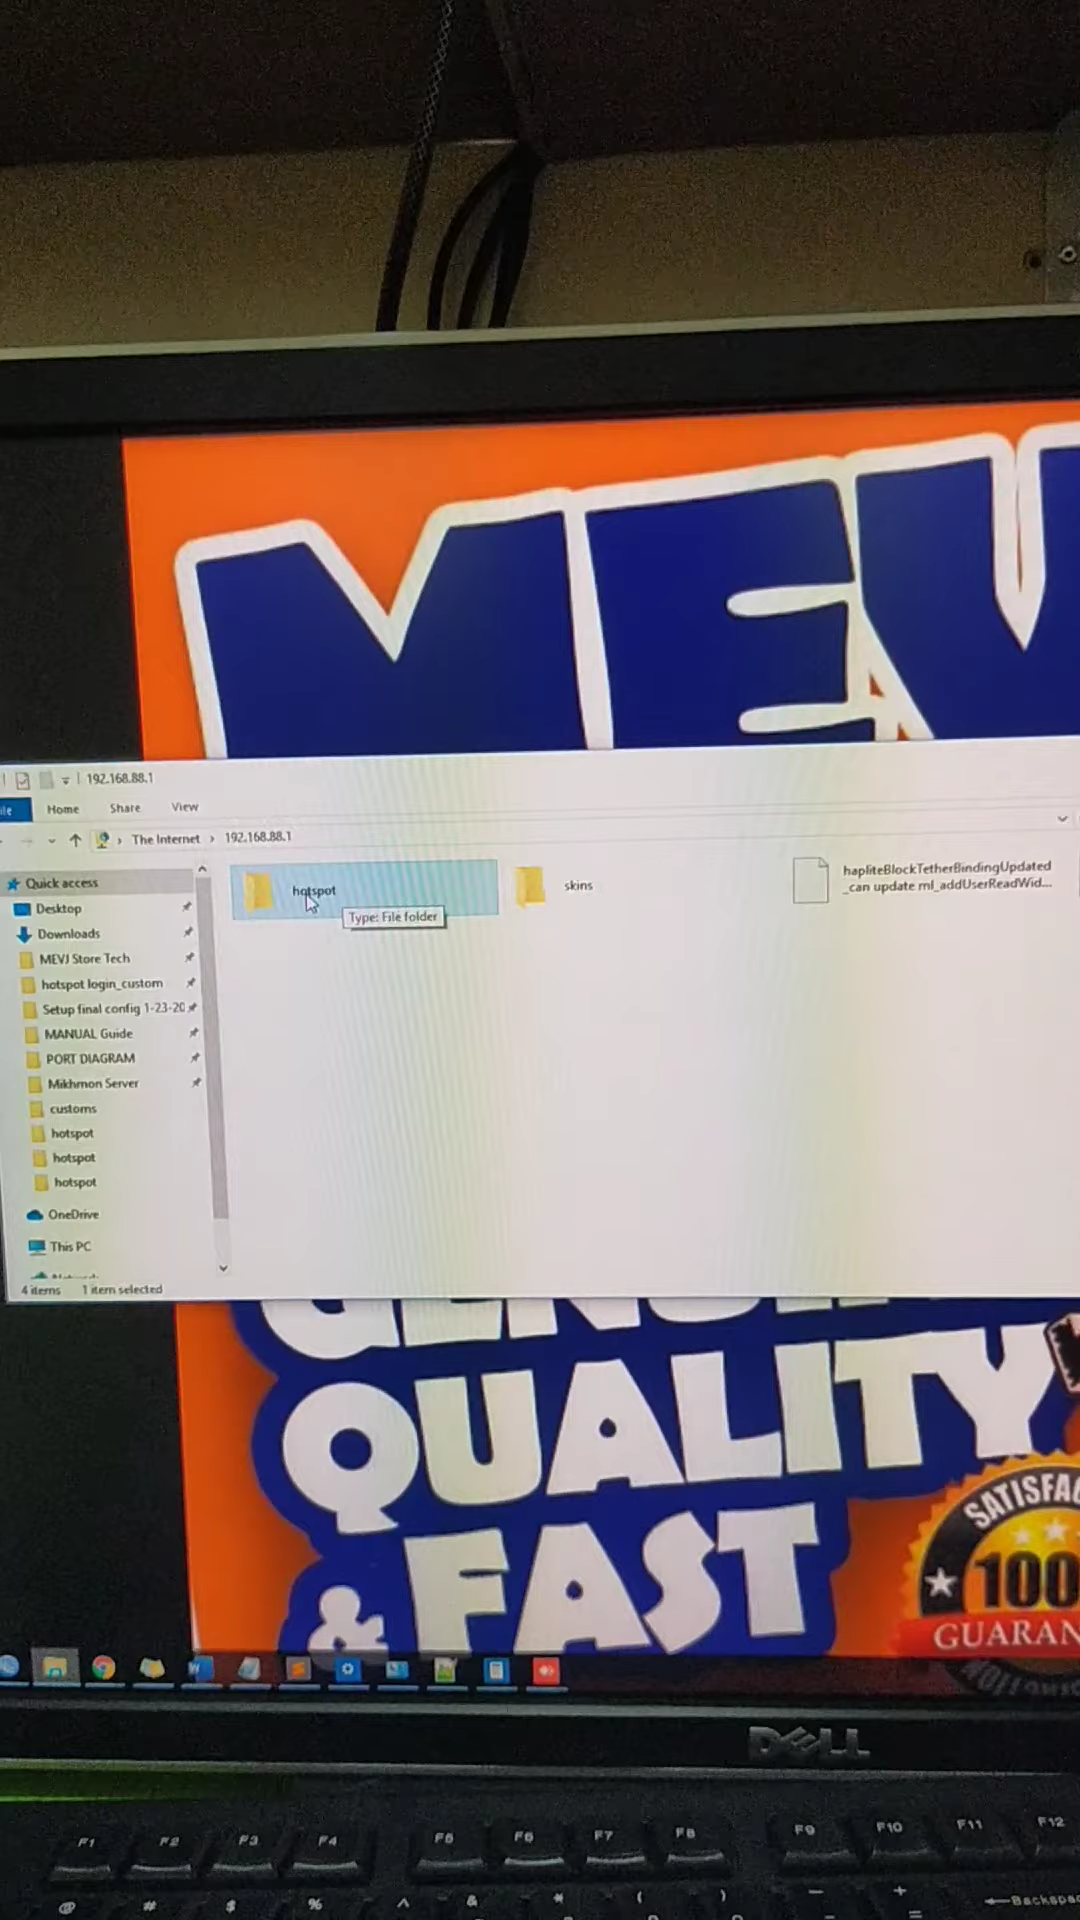 MEV
192.168.88.1
Home Share View
The Internet › 192.168.88.1
Quick access
Desktop
Downloads
MEVJ Store Tech
hotspot login_custom
Setup final config 1-23-20
MANUAL Guide
PORT DIAGRAM
Mikhmon Server
customs
hotspot
hotspot
hotspot
OneDrive
This PC
4 items 1 item selected
hotspot
Type: File folder
skins
hapliteBlockTetherBindingUpdated
_can update ml_addUserReadWid...
QUALITY
& FAST
SATISFA
100
GUARAN
DELL
F1 F2 F3 F4 F5 F6 F7 F8 F9 F10 F11 F12
@ # $ % ^ & * ( ) - + =
Backspa